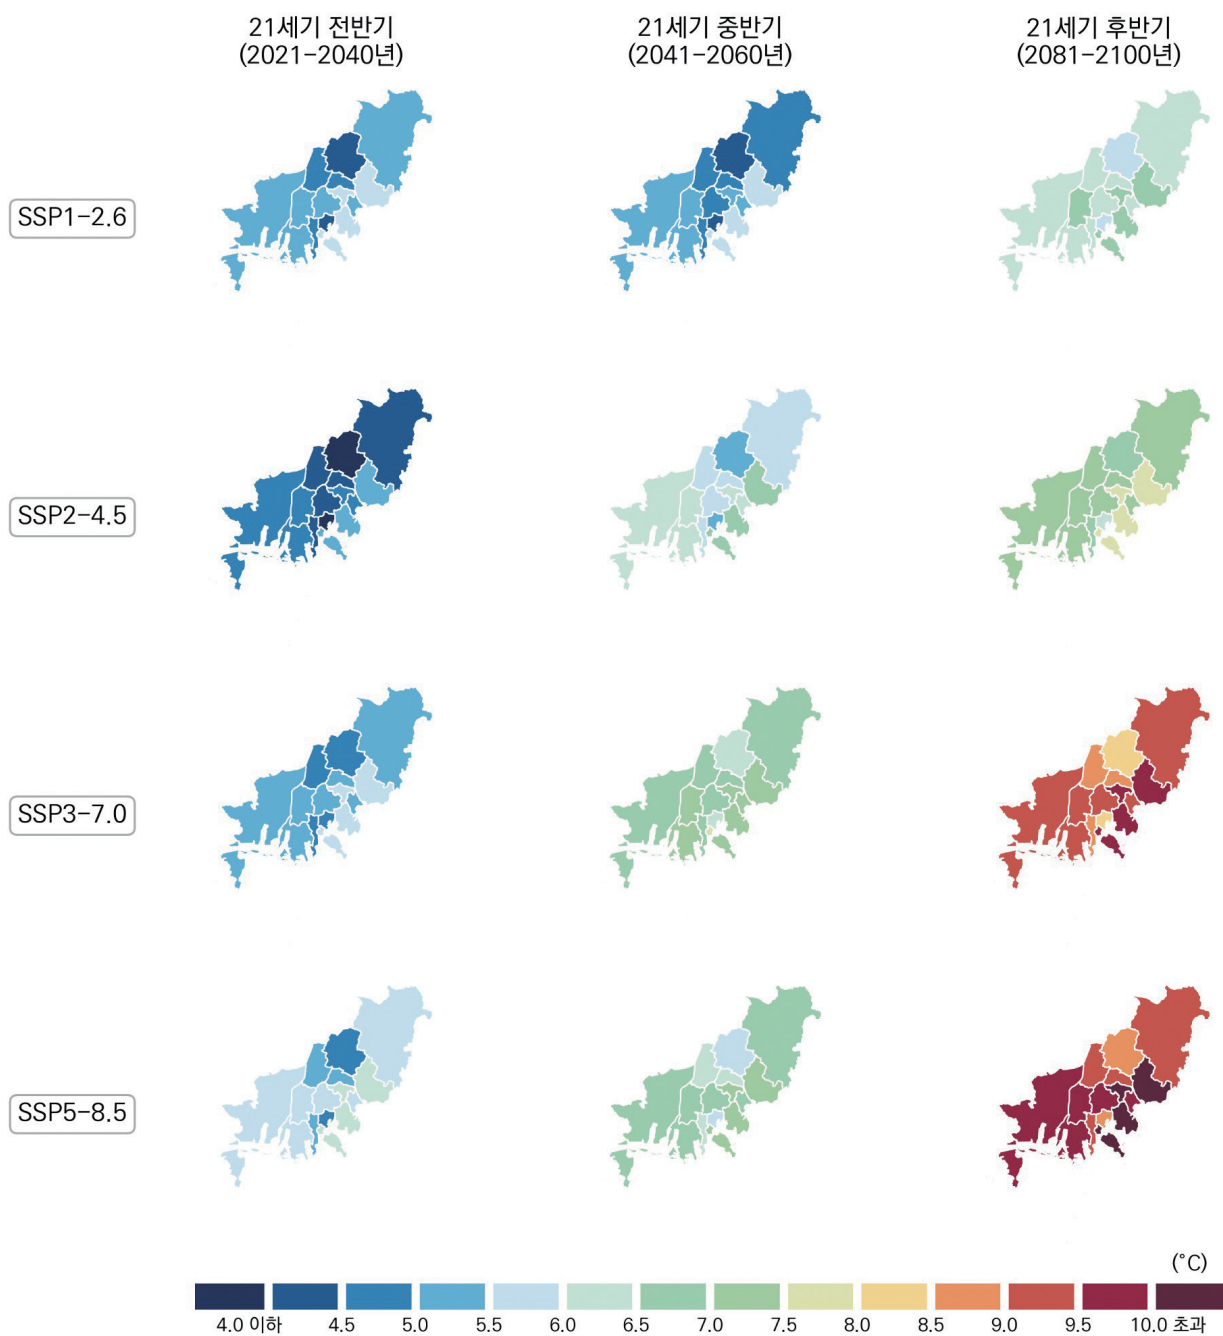 21세기 전반기
(2021-2040년)
21세기 중반기
(2041-2060년)
21세기 후반기
(2081-2100년)
SSP1-2.6
SSP2-4.5
SSP3-7.0
SSP5-8.5
(°C)
4.0 이하 4.5 5.0 5.5 6.0 6.5 7.0 7.5 8.0 8.5 9.0 9.5 10.0 초과